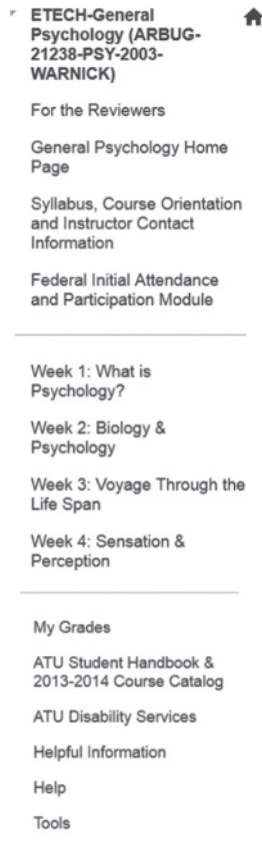 ETECH-General
Psychology (ARBUG-
21238-PSY-2003-
WARNICK)
For the Reviewers
General Psychology Home
Page
Syllabus, Course Orientation
and Instructor Contact
Information
Federal Initial Attendance
and Participation Module
Week 1: What is
Psychology?
Week 2: Biology &
Psychology
Week 3: Voyage Through the
Life Span
Week 4: Sensation &
Perception
My Grades
ATU Student Handbook &
2013-2014 Course Catalog
ATU Disability Services
Helpful Information
Help
Tools